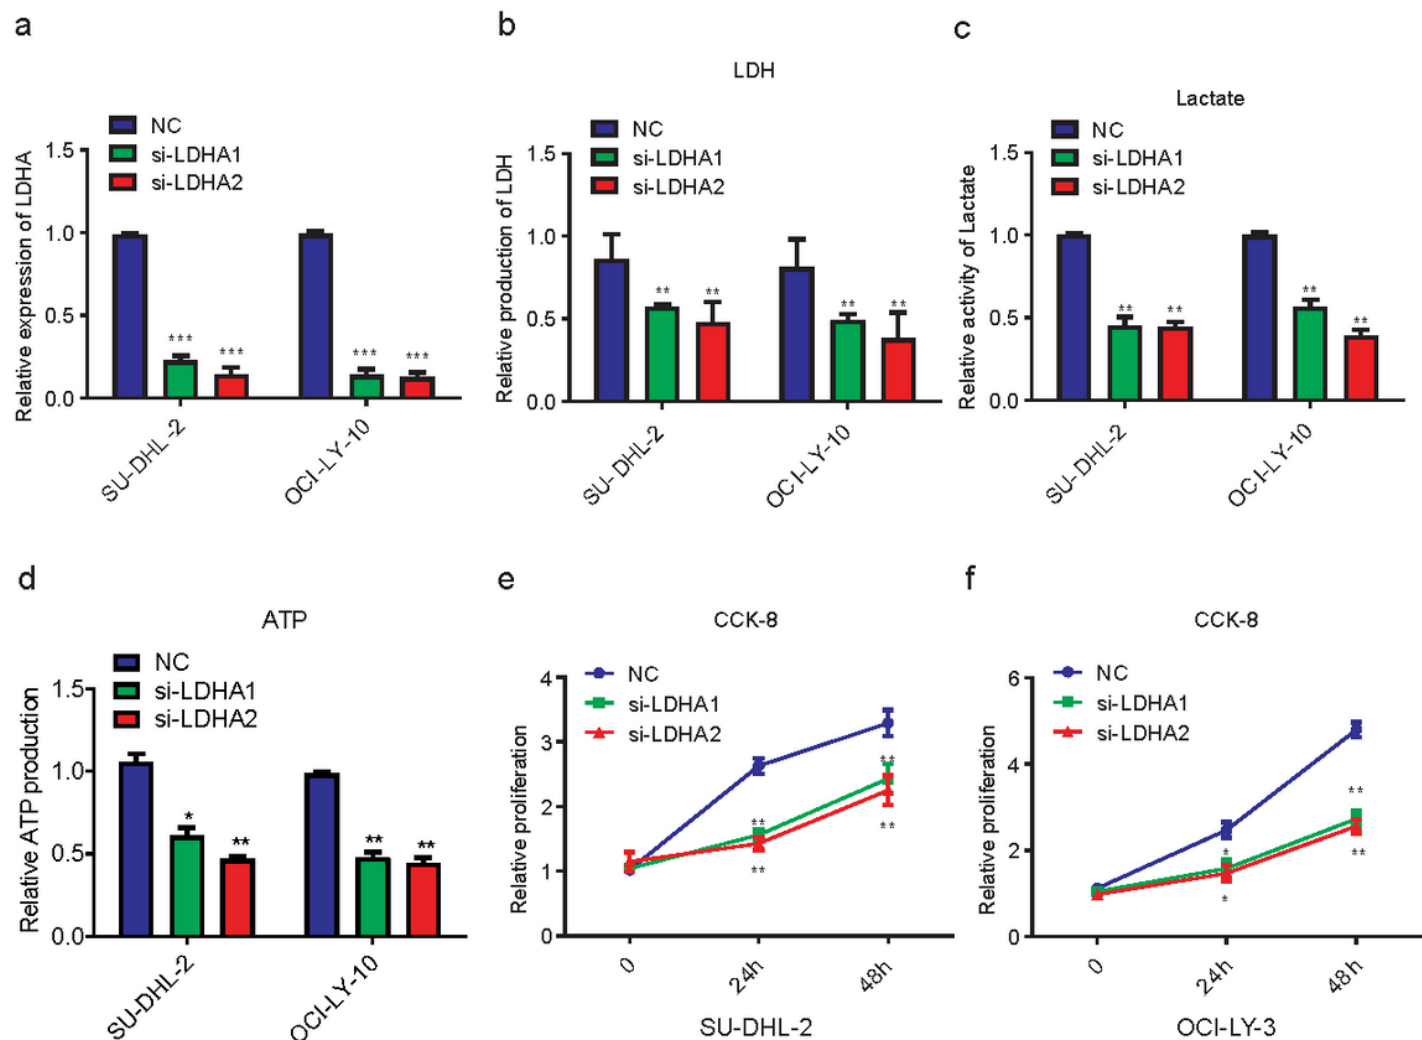 a
NC
si-LDHA1
si-LDHA2
Relative expression of LDHA
1.5
1.0
0.5
0.0
***
***
***
***
SU-DHL-2
OCI-LY-10
b
LDH
NC
si-LDHA1
si-LDHA2
Relative production of LDH
1.5
1.0
0.5
0.0
**
**
**
**
SU-DHL-2
OCI-LY-10
c
Lactate
NC
si-LDHA1
si-LDHA2
Relative activity of Lactate
1.5
1.0
0.5
0.0
**
**
**
**
SU-DHL-2
OCI-LY-10
d
ATP
NC
si-LDHA1
si-LDHA2
Relative ATP production
1.5
1.0
0.5
0.0
*
**
**
**
SU-DHL-2
OCI-LY-10
e
CCK-8
NC
si-LDHA1
si-LDHA2
Relative proliferation
4
3
2
1
0
**
**
**
**
0
24h
48h
SU-DHL-2
f
CCK-8
NC
si-LDHA1
si-LDHA2
Relative proliferation
6
4
2
0
*
*
**
**
0
24h
48h
OCI-LY-3